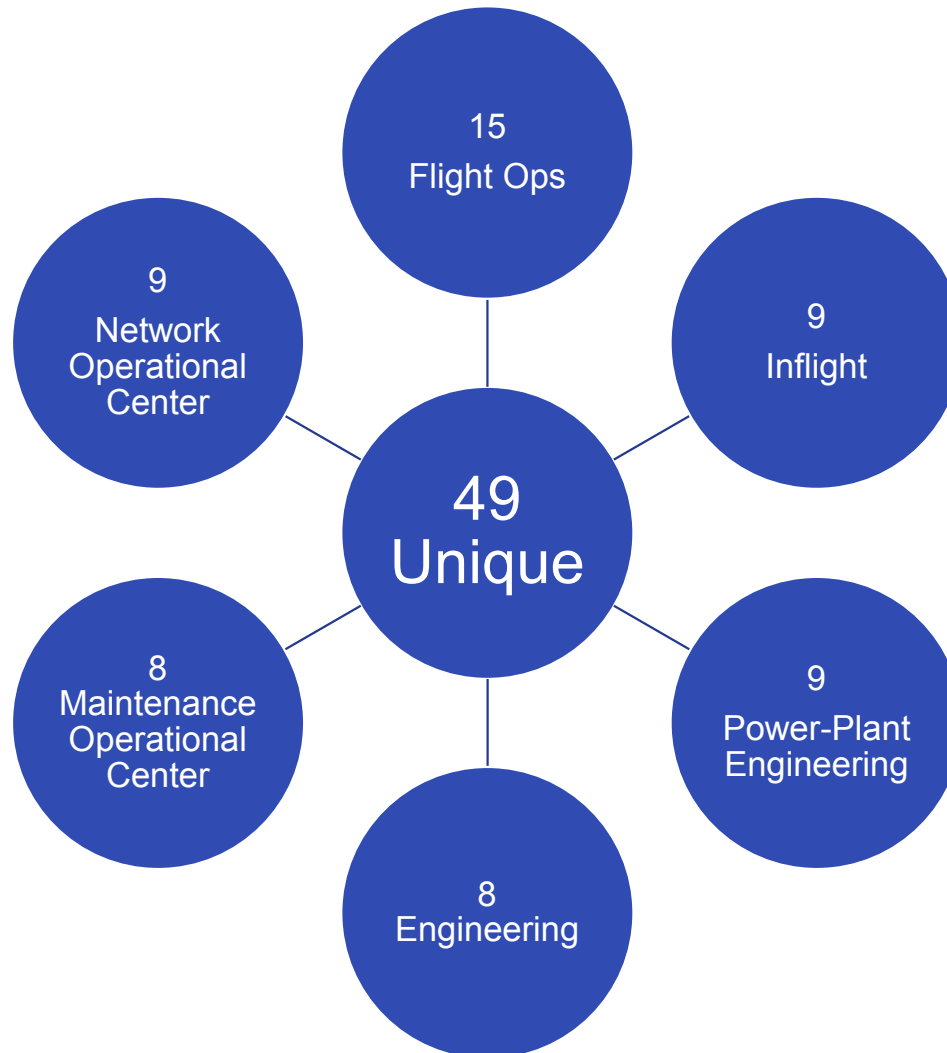 15
Flight Ops
9
Network
Operational
Center
9
Inflight
49
Unique
8
Maintenance
Operational
Center
9
Power-Plant
Engineering
8
Engineering